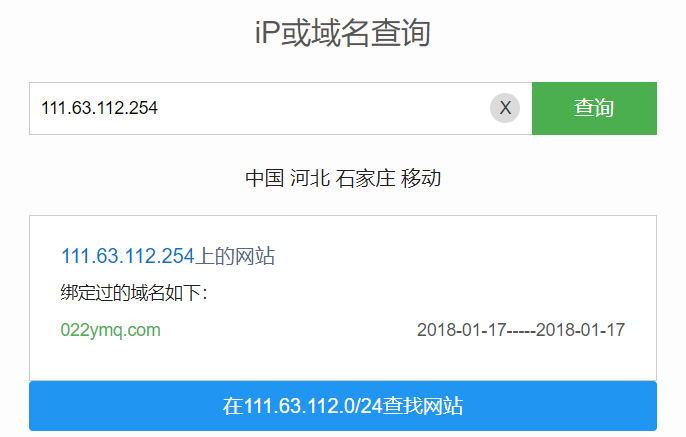 iP或域名查询
111.63.112.254 X 查询
中国 河北 石家庄 移动
111.63.112.254上的网站
绑定过的域名如下：
022ymq.com 2018-01-17-----2018-01-17
在111.63.112.0/24查找网站